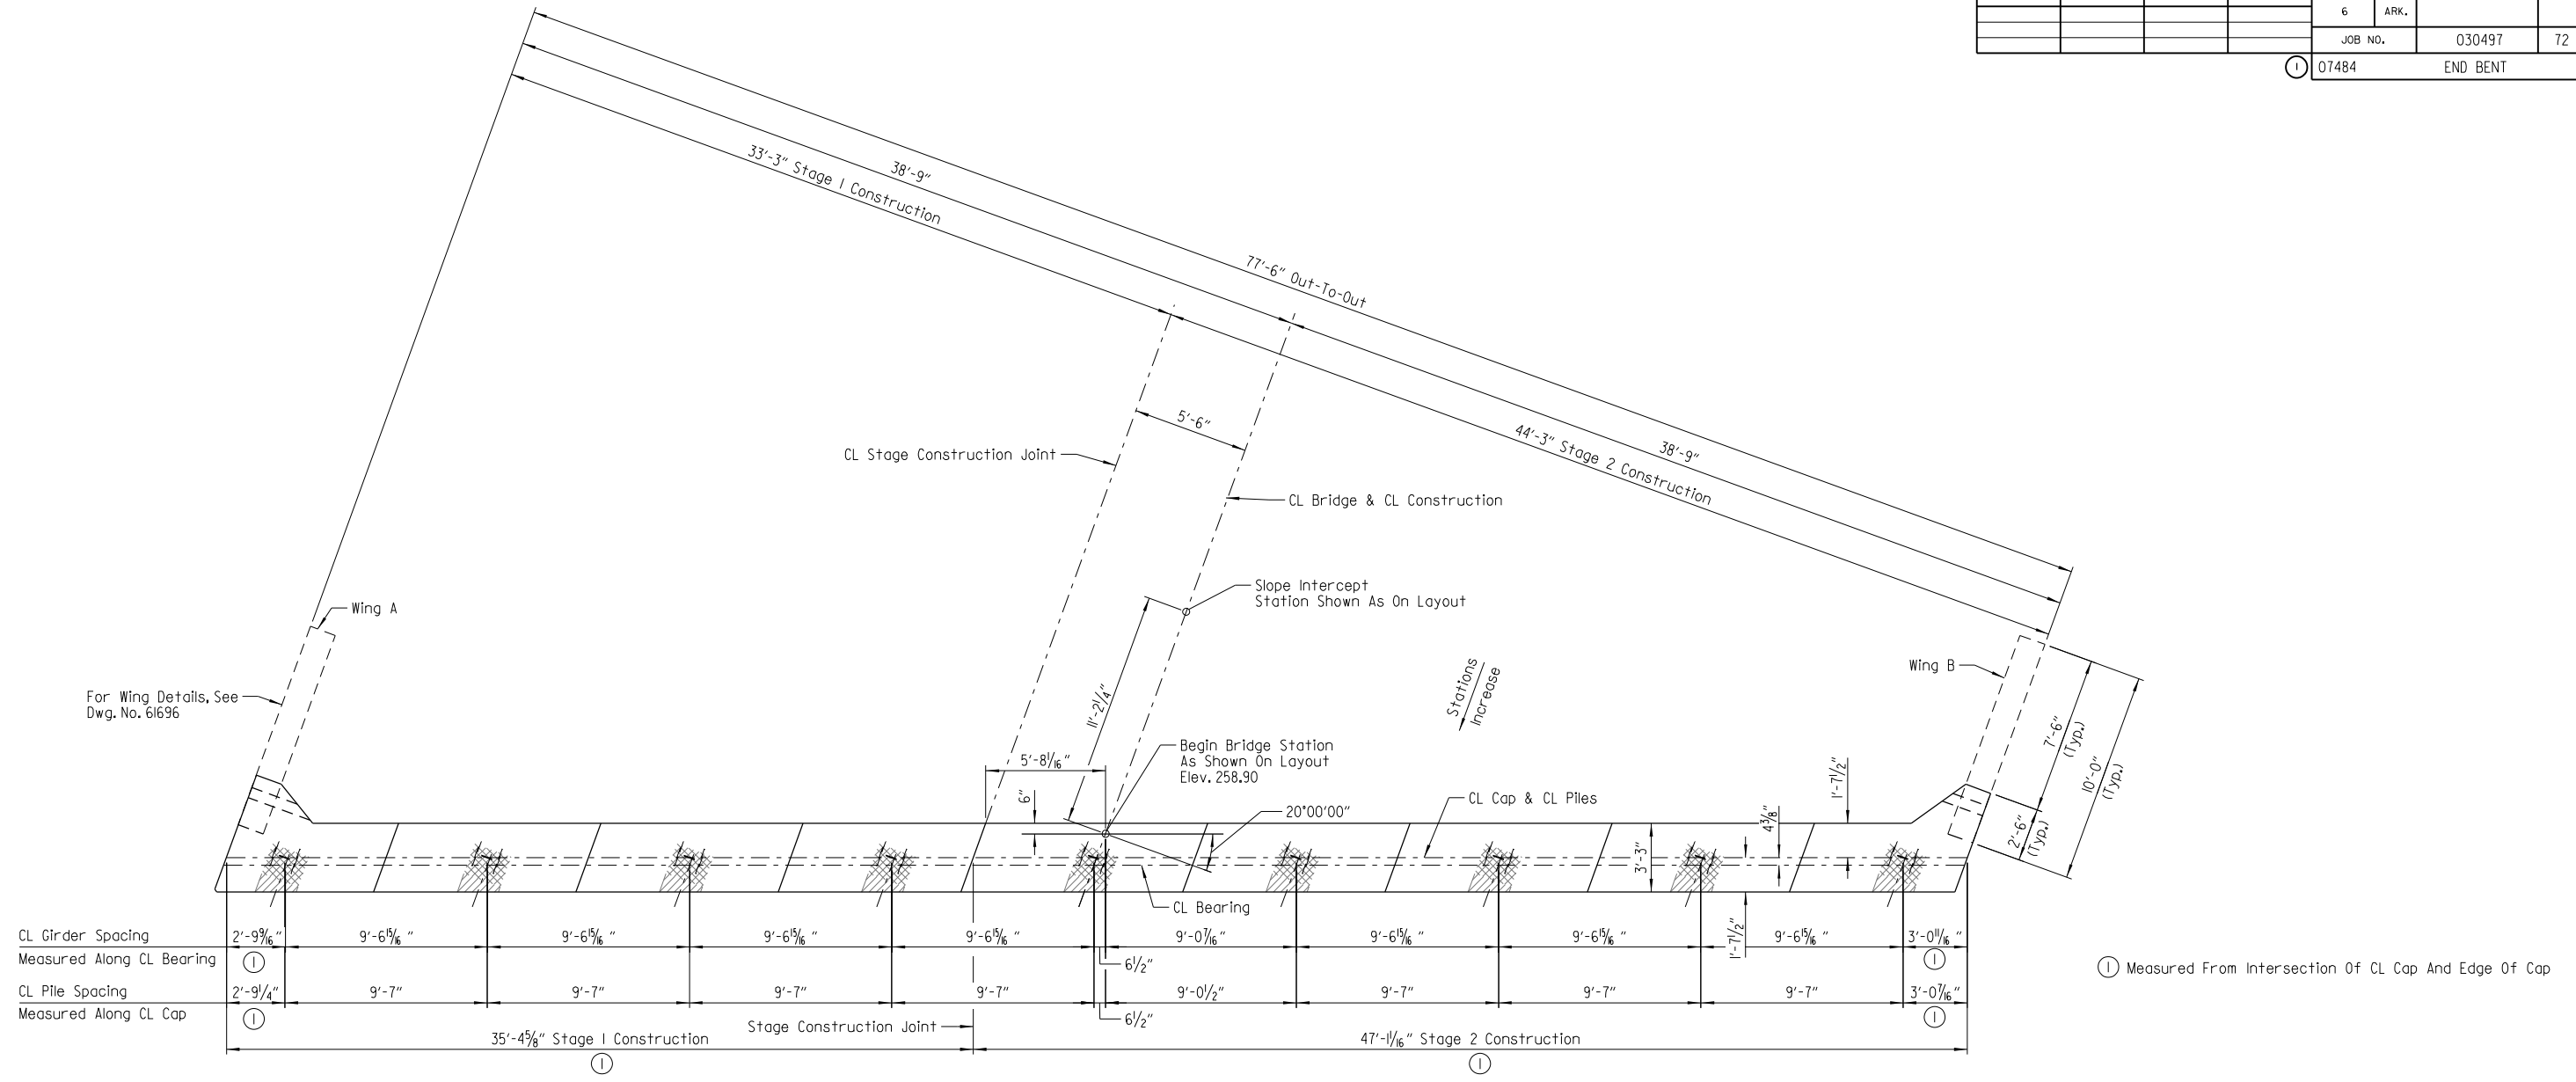 6 ARK.
JOB NO. 030497 72
① 07484 END BENT
77'-6" Out-To-Out
38'-9"
38'-9"
33'-3" Stage 1 Construction
44'-3" Stage 2 Construction
5'-6"
CL Stage Construction Joint
CL Bridge & CL Construction
Slope Intercept
Station Shown As On Layout
Wing A
Wing B
For Wing Details, See
Dwg. No. 61696
11'-2 1/4"
Stations
Increase
Begin Bridge Station
As Shown On Layout
Elev. 258.90
5'-8 1/16"
6"
20°00'00"
CL Cap & CL Piles
1'-7 1/2"
4 3/8"
3'-3"
7'-6"
(Typ.)
10'-0"
(Typ.)
2'-6"
(Typ.)
CL Bearing
1'-7 1/2"
CL Girder Spacing
Measured Along CL Bearing
2'-9 9/16" 9'-6 15/16" 9'-6 15/16" 9'-6 15/16" 9'-6 15/16" 9'-0 7/16" 9'-6 15/16" 9'-6 15/16" 9'-6 15/16" 3'-0 11/16"
① 6 1/2" ①
CL Pile Spacing
Measured Along CL Cap
2'-9 1/4" 9'-7" 9'-7" 9'-7" 9'-7" 9'-0 1/2" 9'-7" 9'-7" 9'-7" 3'-0 7/16"
① 6 1/2" ①
① Measured From Intersection Of CL Cap And Edge Of Cap
Stage Construction Joint
35'-4 5/8" Stage 1 Construction
①
47'-1 1/16" Stage 2 Construction
①